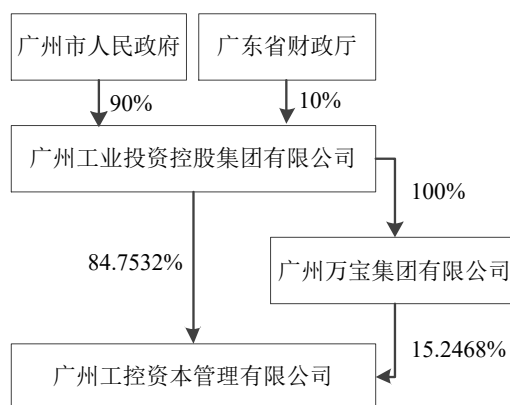 广州市人民政府
广东省财政厅
90%
10%
广州工业投资控股集团有限公司
100%
84.7532%
广州万宝集团有限公司
15.2468%
广州工控资本管理有限公司